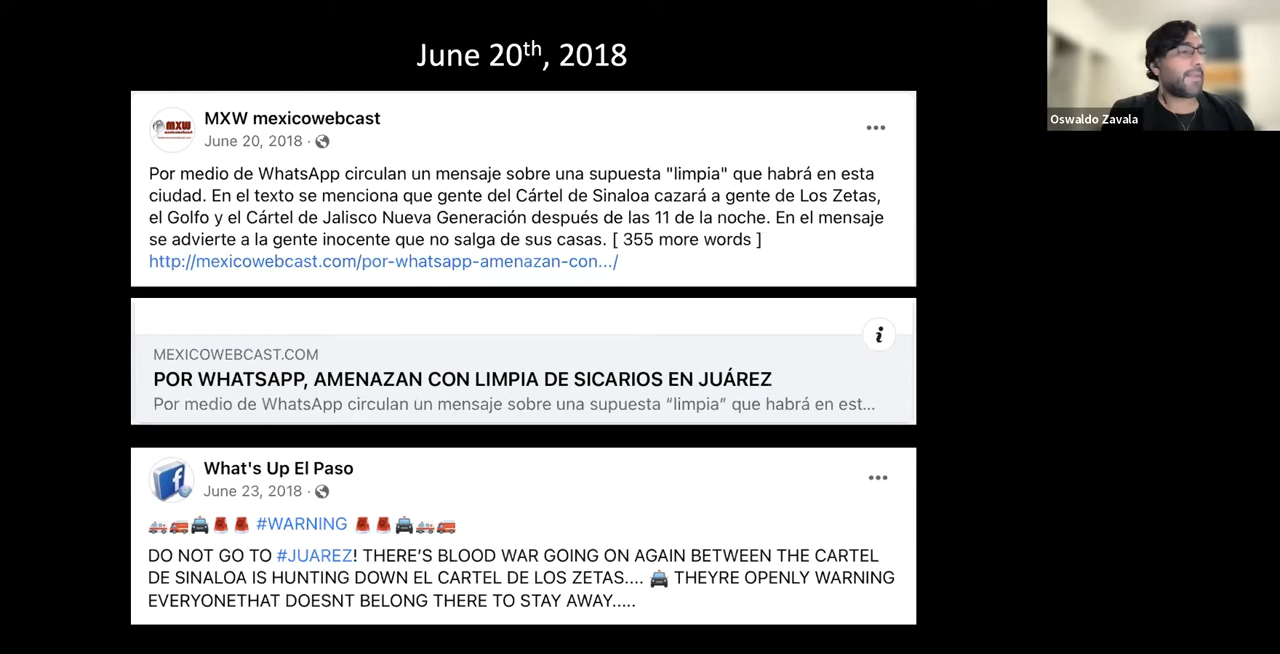 June 20th, 2018
Oswaldo Zavala
MXW
MXW mexicowebcast
June 20, 2018 ·
Por medio de WhatsApp circulan un mensaje sobre una supuesta "limpia" que habrá en esta
ciudad. En el texto se menciona que gente del Cártel de Sinaloa cazará a gente de Los Zetas,
el Golfo y el Cártel de Jalisco Nueva Generación después de las 11 de la noche. En el mensaje
se advierte a la gente inocente que no salga de sus casas. [ 355 more words ]
http://mexicowebcast.com/por-whatsapp-amenazan-con.../
MEXICOWEBCAST.COM
POR WHATSAPP, AMENAZAN CON LIMPIA DE SICARIOS EN JUÁREZ
Por medio de WhatsApp circulan un mensaje sobre una supuesta “limpia” que habrá en est...
What's Up El Paso
June 23, 2018 ·
🚑🚒🚔🚨🚨 #WARNING 🚨🚨🚔🚑🚒
DO NOT GO TO #JUAREZ! THERE’S BLOOD WAR GOING ON AGAIN BETWEEN THE CARTEL
DE SINALOA IS HUNTING DOWN EL CARTEL DE LOS ZETAS.... 🚔 THEYRE OPENLY WARNING
EVERYONETHAT DOESNT BELONG THERE TO STAY AWAY.....